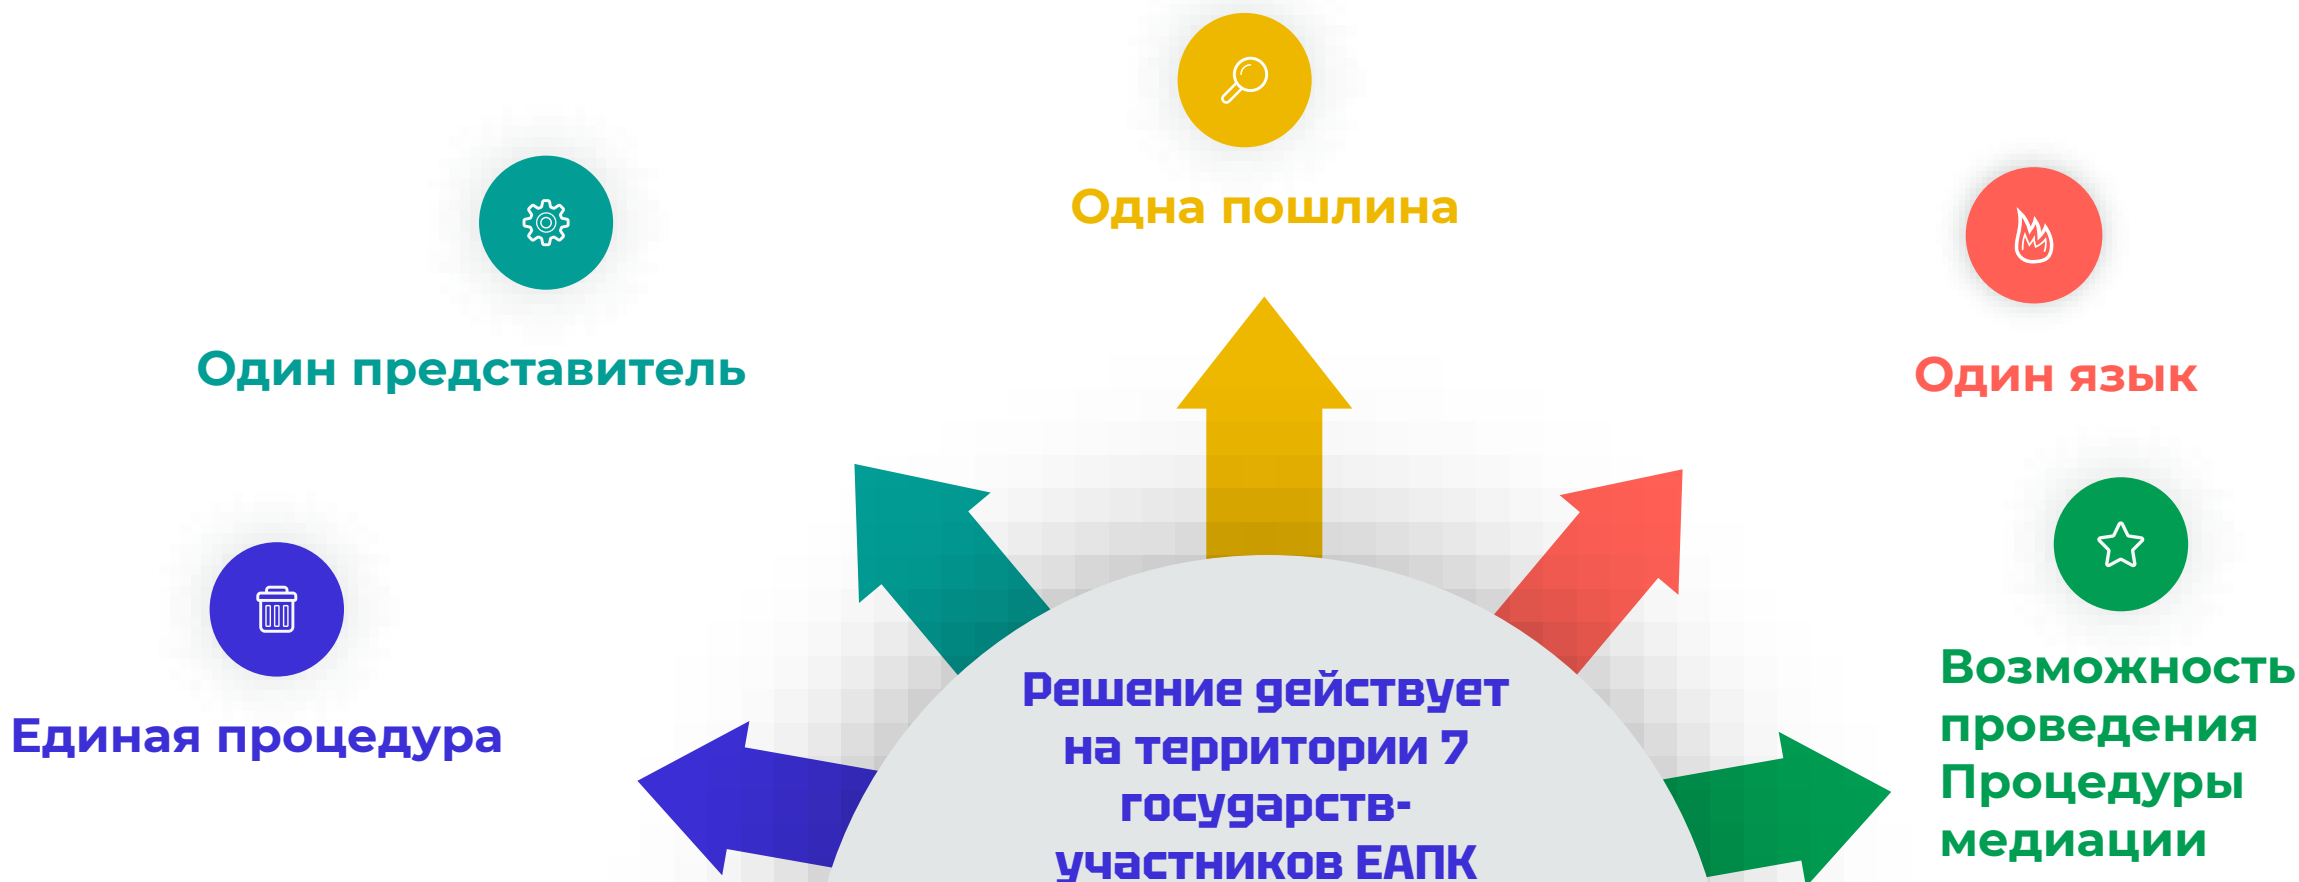 Одна пошлина
Один представитель
Один язык
Единая процедура
Решение действует
на территории 7
государств-
участников ЕАПК
Возможность
проведения
Процедуры
медиации